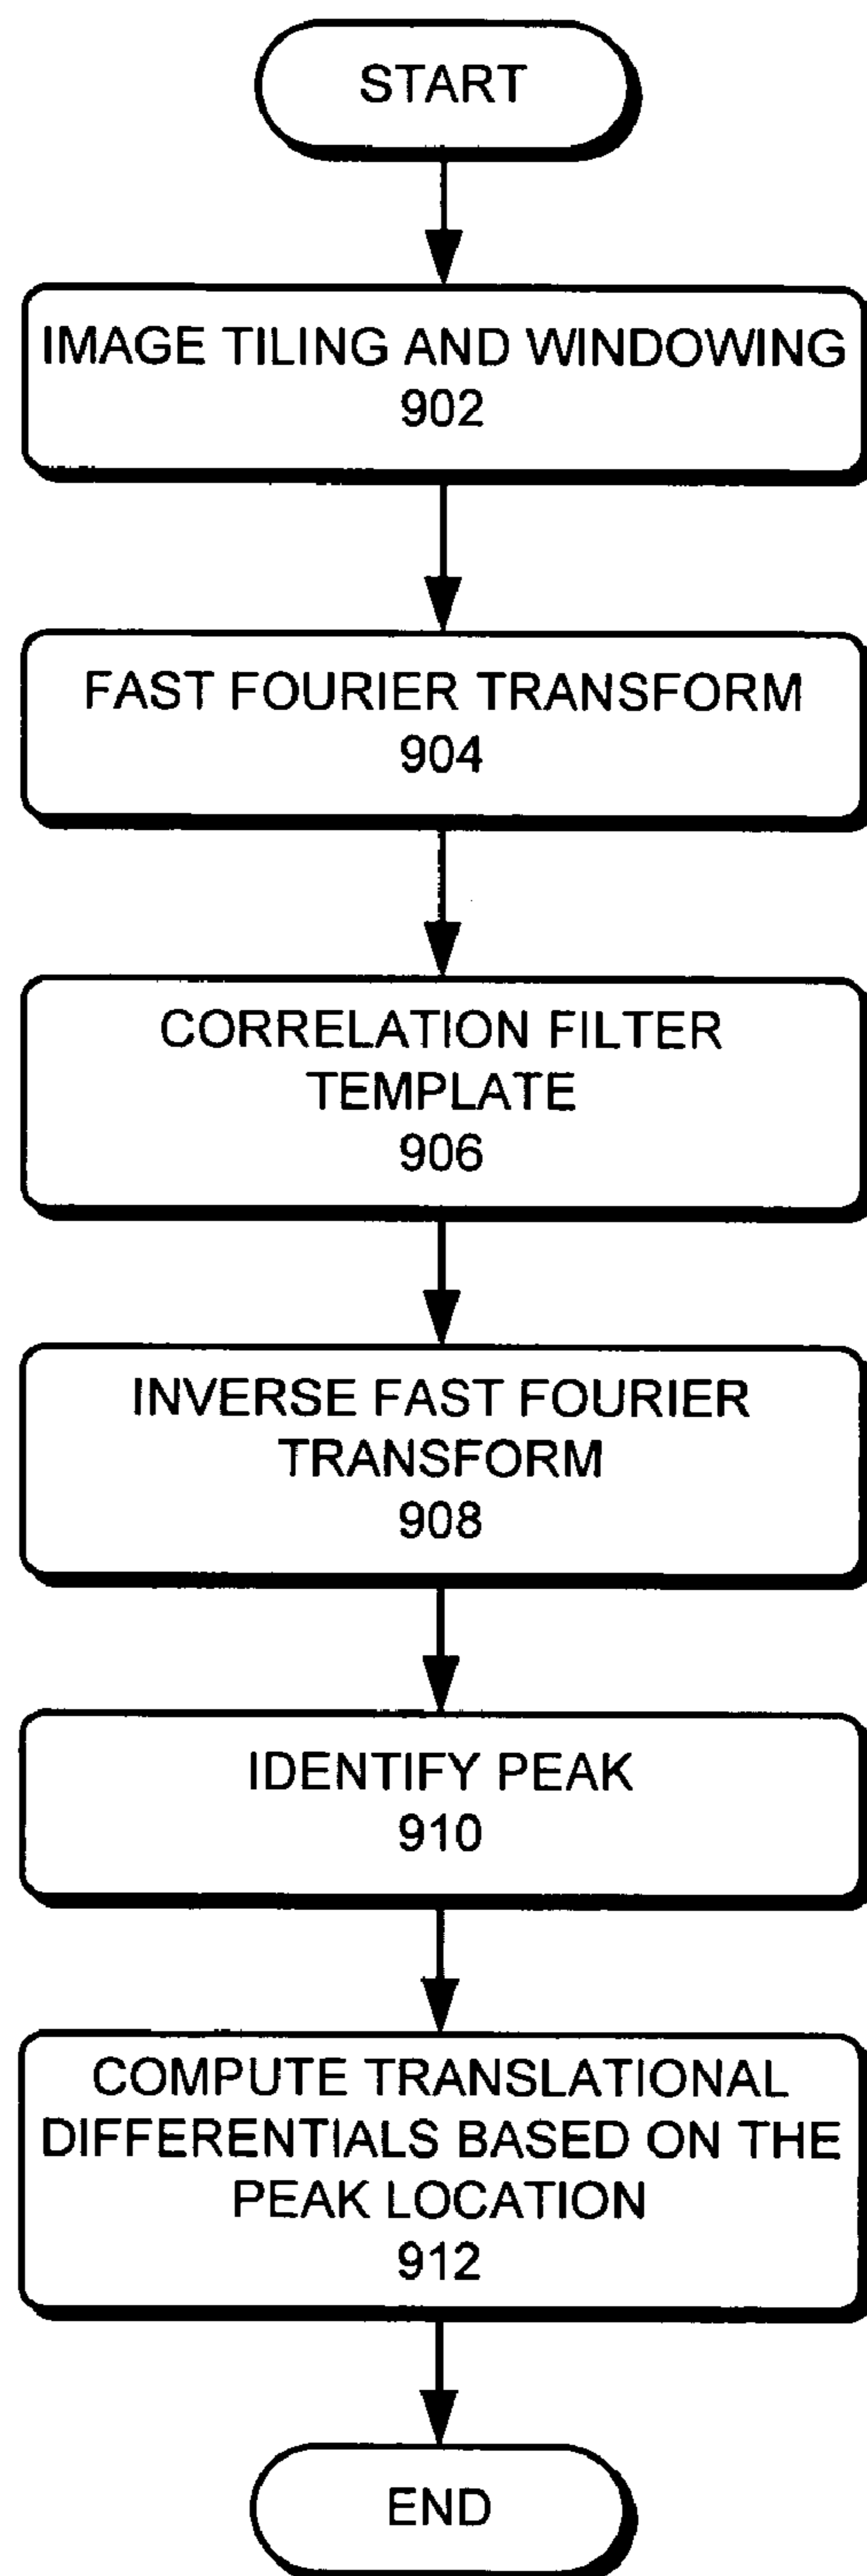 START
IMAGE TILING AND WINDOWING
902
FAST FOURIER TRANSFORM
904
CORRELATION FILTER
TEMPLATE
906
INVERSE FAST FOURIER
TRANSFORM
908
IDENTIFY PEAK
910
COMPUTE TRANSLATIONAL
DIFFERENTIALS BASED ON THE
PEAK LOCATION
912
END